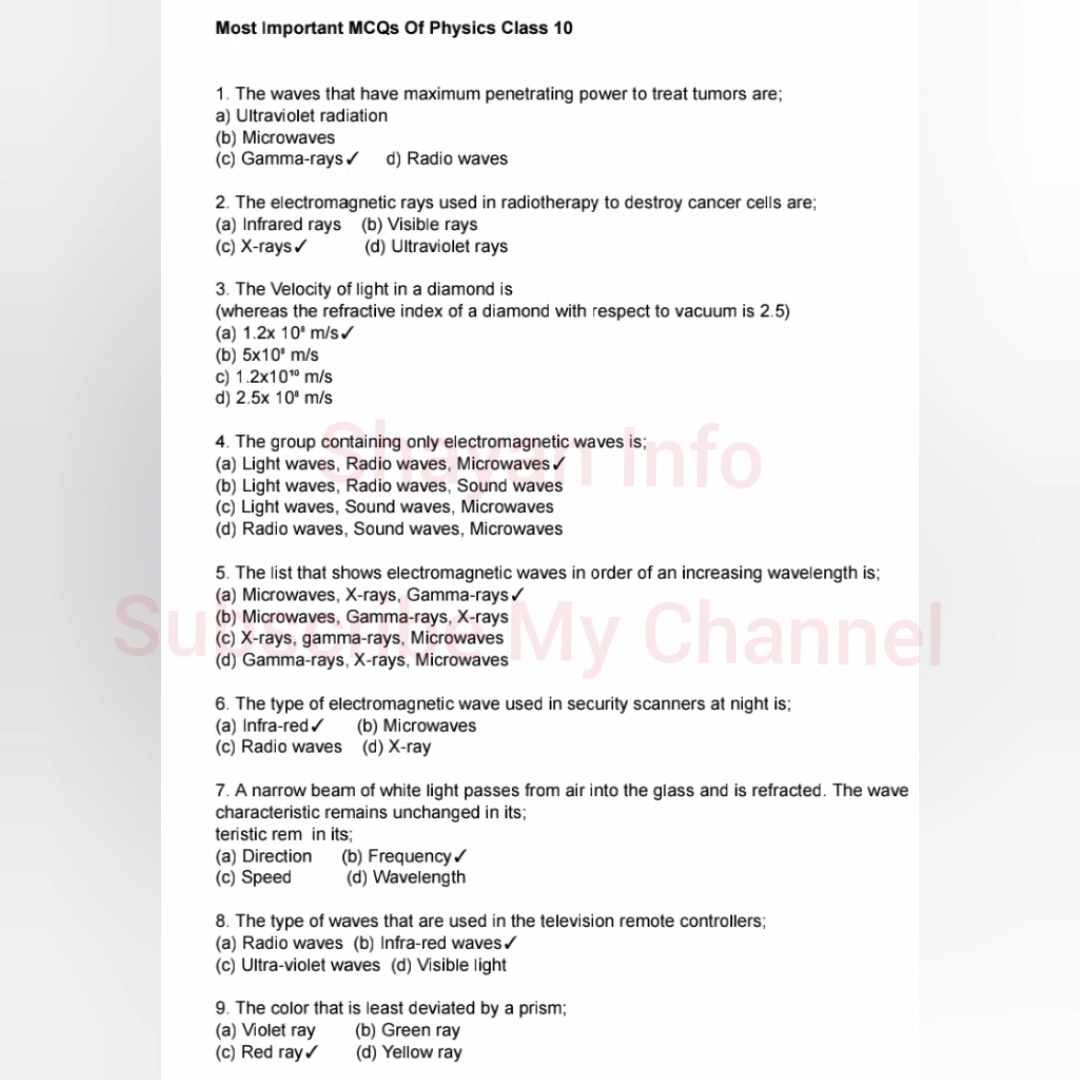 Most Important MCQs Of Physics Class 10
1. The waves that have maximum penetrating power to treat tumors are;
a) Ultraviolet radiation
(b) Microwaves
(c) Gamma-rays✓ d) Radio waves
2. The electromagnetic rays used in radiotherapy to destroy cancer cells are;
(a) Infrared rays (b) Visible rays
(c) X-rays✓ (d) Ultraviolet rays
3. The Velocity of light in a diamond is
(whereas the refractive index of a diamond with respect to vacuum is 2.5)
(a) 1.2x 10⁸ m/s✓
(b) 5x10⁸ m/s
c) 1.2x10¹⁰ m/s
d) 2.5x 10⁸ m/s
4. The group containing only electromagnetic waves is;
(a) Light waves, Radio waves, Microwaves✓
(b) Light waves, Radio waves, Sound waves
(c) Light waves, Sound waves, Microwaves
(d) Radio waves, Sound waves, Microwaves
Shayan Info
5. The list that shows electromagnetic waves in order of an increasing wavelength is;
(a) Microwaves, X-rays, Gamma-rays✓
(b) Microwaves, Gamma-rays, X-rays
(c) X-rays, gamma-rays, Microwaves
(d) Gamma-rays, X-rays, Microwaves
Subscribe My Channel
6. The type of electromagnetic wave used in security scanners at night is;
(a) Infra-red✓ (b) Microwaves
(c) Radio waves (d) X-ray
7. A narrow beam of white light passes from air into the glass and is refracted. The wave
characteristic remains unchanged in its;
teristic rem in its;
(a) Direction (b) Frequency✓
(c) Speed (d) Wavelength
8. The type of waves that are used in the television remote controllers;
(a) Radio waves (b) Infra-red waves✓
(c) Ultra-violet waves (d) Visible light
9. The color that is least deviated by a prism;
(a) Violet ray (b) Green ray
(c) Red ray✓ (d) Yellow ray